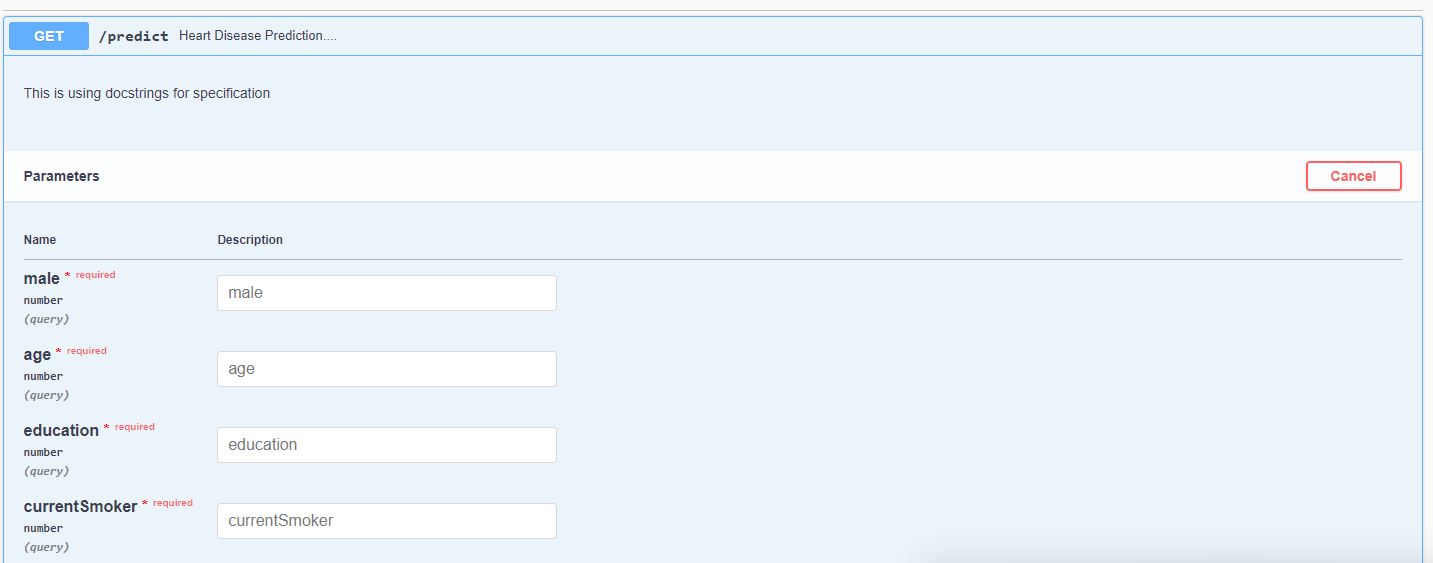 GET /predict Heart Disease Prediction....
This is using docstrings for specification
Parameters Cancel
Name Description
male * required
number
(query)
male
age * required
number
(query)
age
education * required
number
(query)
education
currentSmoker * required
number
(query)
currentSmoker